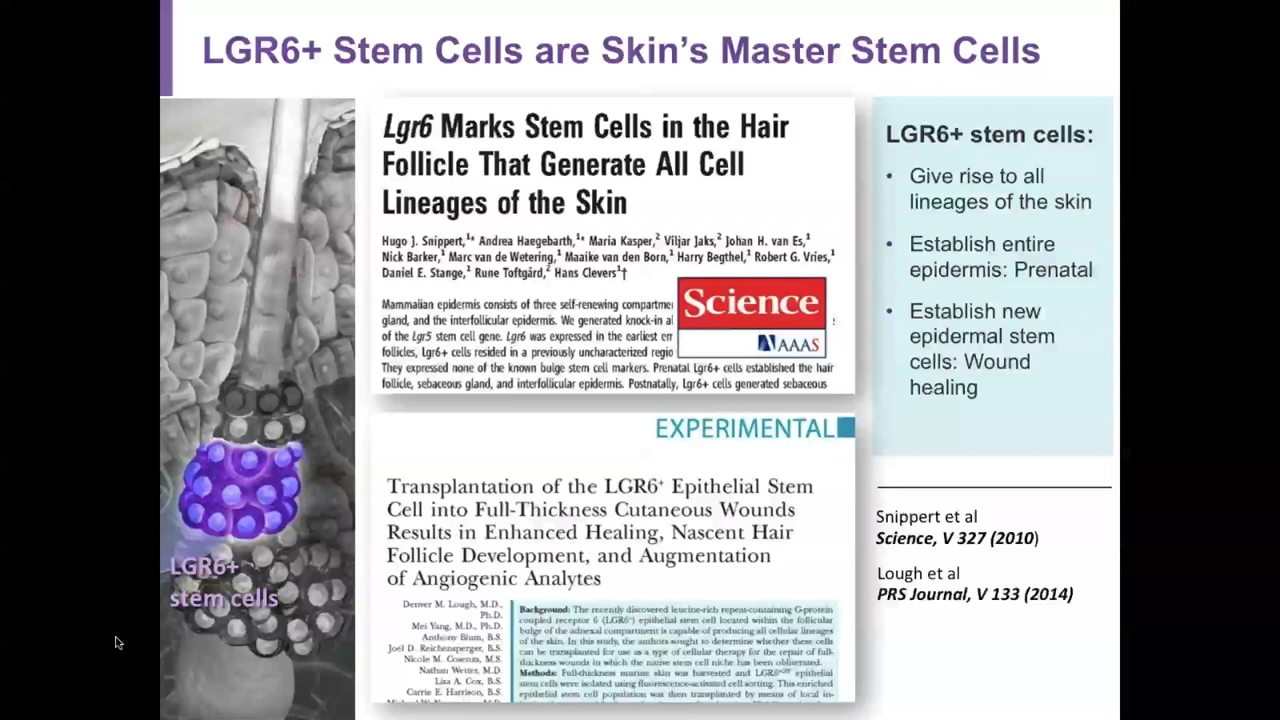 LGR6+ Stem Cells are Skin's Master Stem Cells
LGR6+
stem cells
Lgr6 Marks Stem Cells in the Hair
Follicle That Generate All Cell
Lineages of the Skin
Hugo J. Snippert,1* Andrea Haegebarth,1* Maria Kasper,2 Viljar Jaks,2 Johan H. van Es,1
Nick Barker,1 Marc van de Wetering,1 Maaike van den Born,1 Harry Begthel,1 Robert G. Vries,1
Daniel E. Stange,1 Rune Toftgård,2 Hans Clevers1†
Mammalian epidermis consists of three self-renewing compartme
gland, and the interfollicular epidermis. We generated knock-in al
of the Lgr5 stem cell gene. Lgr6 was expressed in the earliest em
follicles, Lgr6+ cells resided in a previously uncharacterized regio
They expressed none of the known bulge stem cell markers. Prenatal Lgr6+ cells established the hair
follicle, sebaceous gland, and interfollicular epidermis. Postnatally, Lgr6+ cells generated sebaceous
Science
AAAS
EXPERIMENTAL
Transplantation of the LGR6+ Epithelial Stem
Cell into Full-Thickness Cutaneous Wounds
Results in Enhanced Healing, Nascent Hair
Follicle Development, and Augmentation
of Angiogenic Analytes
Denver M. Lough, M.D.,
Ph.D.
Mei Yang, M.D., Ph.D.
Anthony Blum, B.S.
Joel D. Reichensperger, B.S.
Nicole M. Cosenza, M.S.
Nathan Wetter, M.D.
Lisa A. Cox, B.S.
Carrie E. Harrison, B.S.
Background: The recently discovered leucine-rich repeat-containing G-protein
coupled receptor 6 (LGR6+) epithelial stem cell located within the follicular
bulge of the adnexal compartment is capable of producing all cellular lineages
of the skin. In this study, the authors sought to determine whether these cells
can be transplanted for use as a type of cellular therapy for the repair of full-
thickness wounds in which the native stem cell niche has been obliterated.
Methods: Full-thickness murine skin was harvested and LGR6+GFP epithelial
stem cells were isolated using fluorescence-activated cell sorting. This enriched
epithelial stem cell population was then transplanted by means of local in-
LGR6+ stem cells:
• Give rise to all
lineages of the skin
• Establish entire
epidermis: Prenatal
• Establish new
epidermal stem
cells: Wound
healing
Snippert et al
Science, V 327 (2010)
Lough et al
PRS Journal, V 133 (2014)